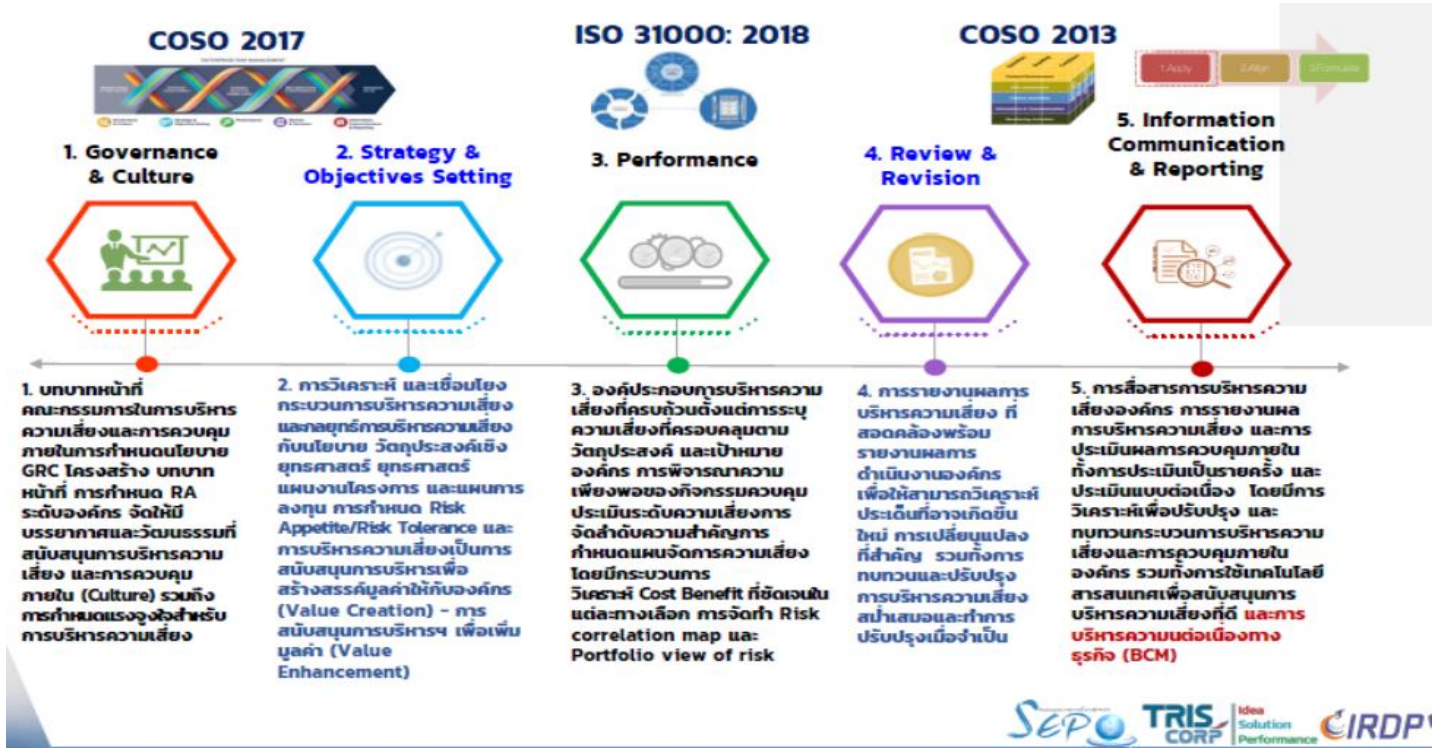 COSO 2017
ISO 31000: 2018
COSO 2013
ENTERPRISE RISK MANAGEMENT
1.Apply
2.Align
3.Formulate
1. Governance
& Culture
2. Strategy &
Objectives Setting
3. Performance
4. Review &
Revision
5. Information
Communication
& Reporting
1. บทบาทหน้าที่
คณะกรรมการในการบริหาร
ความเสี่ยงและการควบคุม
ภายในการกำหนดนโยบาย
GRC โครงสร้าง บทบาท
หน้าที่ การกำหนด RA
ระดับองค์กร จัดให้มี
บรรยากาศและวัฒนธรรมที่
สนับสนุนการบริหารความ
เสี่ยง และการควบคุม
ภายใน (Culture) รวมถึง
การกำหนดแรงจูงใจสำหรับ
การบริหารความเสี่ยง
2. การวิเคราะห์ และเชื่อมโยง
กระบวนการบริหารความเสี่ยง
และกลยุทธ์การบริหารความเสี่ยง
กับนโยบาย วัตถุประสงค์เชิง
ยุทธศาสตร์ ยุทธศาสตร์
แผนงานโครงการ และแผนการ
ลงทุน การกำหนด Risk
Appetite/Risk Tolerance และ
การบริหารความเสี่ยงเป็นการ
สนับสนุนการบริหารเพื่อ
สร้างสรรค์มูลค่าให้กับองค์กร
(Value Creation) - การ
สนับสนุนการบริหารฯ เพื่อเพิ่ม
มูลค่า (Value
Enhancement)
3. องค์ประกอบการบริหารความ
เสี่ยงที่ครบถ้วนตั้งแต่การระบุ
ความเสี่ยงที่ครอบคลุมตาม
วัตถุประสงค์ และเป้าหมาย
องค์กร การพิจารณาความ
เพียงพอของกิจกรรมควบคุม
ประเมินระดับความเสี่ยงการ
จัดลำดับความสำคัญการ
กำหนดแผนจัดการความเสี่ยง
โดยมีกระบวนการ
วิเคราะห์ Cost Benefit ที่ชัดเจนใน
แต่ละทางเลือก การจัดทำ Risk
correlation map และ
Portfolio view of risk
4. การรายงานผลการ
บริหารความเสี่ยง ที่
สอดคล้องพร้อม
รายงานผลการ
ดำเนินงานองค์กร
เพื่อให้สามารถวิเคราะห์
ประเด็นที่อาจเกิดขึ้น
ใหม่ การเปลี่ยนแปลง
ที่สำคัญ รวมทั้งการ
ทบทวนและปรับปรุง
การบริหารความเสี่ยง
สม่ำเสมอและทำการ
ปรับปรุงเมื่อจำเป็น
5. การสื่อสารการบริหารความ
เสี่ยงองค์กร การรายงานผล
การบริหารความเสี่ยง และการ
ประเมินผลการควบคุมภายใน
ทั้งการประเมินเป็นรายครั้ง และ
ประเมินแบบต่อเนื่อง โดยมีการ
วิเคราะห์เพื่อปรับปรุง และ
ทบทวนกระบวนการบริหารความ
เสี่ยงและการควบคุมภายใน
องค์กร รวมทั้งการใช้เทคโนโลยี
สารสนเทศเพื่อสนับสนุนการ
บริหารความเสี่ยงที่ดี และการ
บริหารความนต่อเนื่องทาง
ธุรกิจ (BCM)
SEPO
TRIS
CORP
Idea
Solution
Performance
IRDP